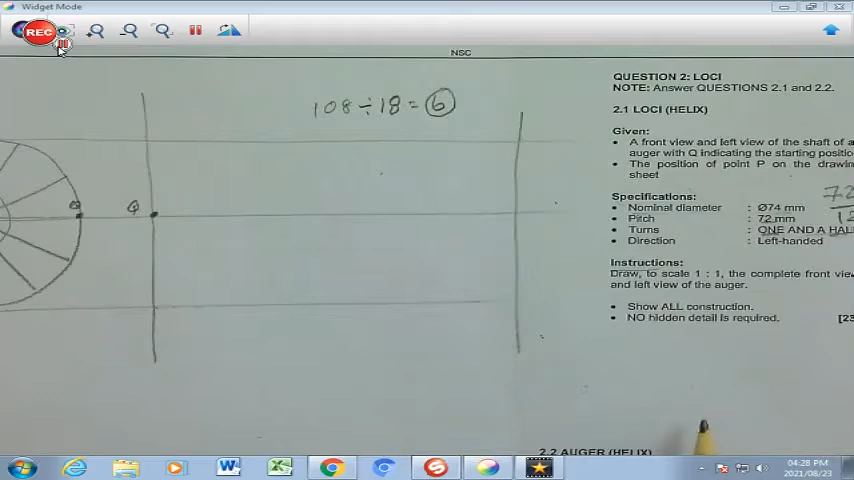 Widget Mode
REC
NSC
108 ÷ 18 = 6
Q
Q
QUESTION 2: LOCI
NOTE: Answer QUESTIONS 2.1 and 2.2.
2.1 LOCI (HELIX)
Given:
• A front view and left view of the shaft of a
auger with Q indicating the starting positio
• The position of point P on the drawin
sheet
Specifications:
• Nominal diameter : Ø74 mm
• Pitch : 72 mm
• Turns : ONE AND A HAL
• Direction : Left-handed
72
12
Instructions:
Draw, to scale 1 : 1, the complete front view
and left view of the auger.
• Show ALL construction.
• NO hidden detail is required.
[23
2.2 AUGER (HELIX)
04:28 PM
2021/08/23